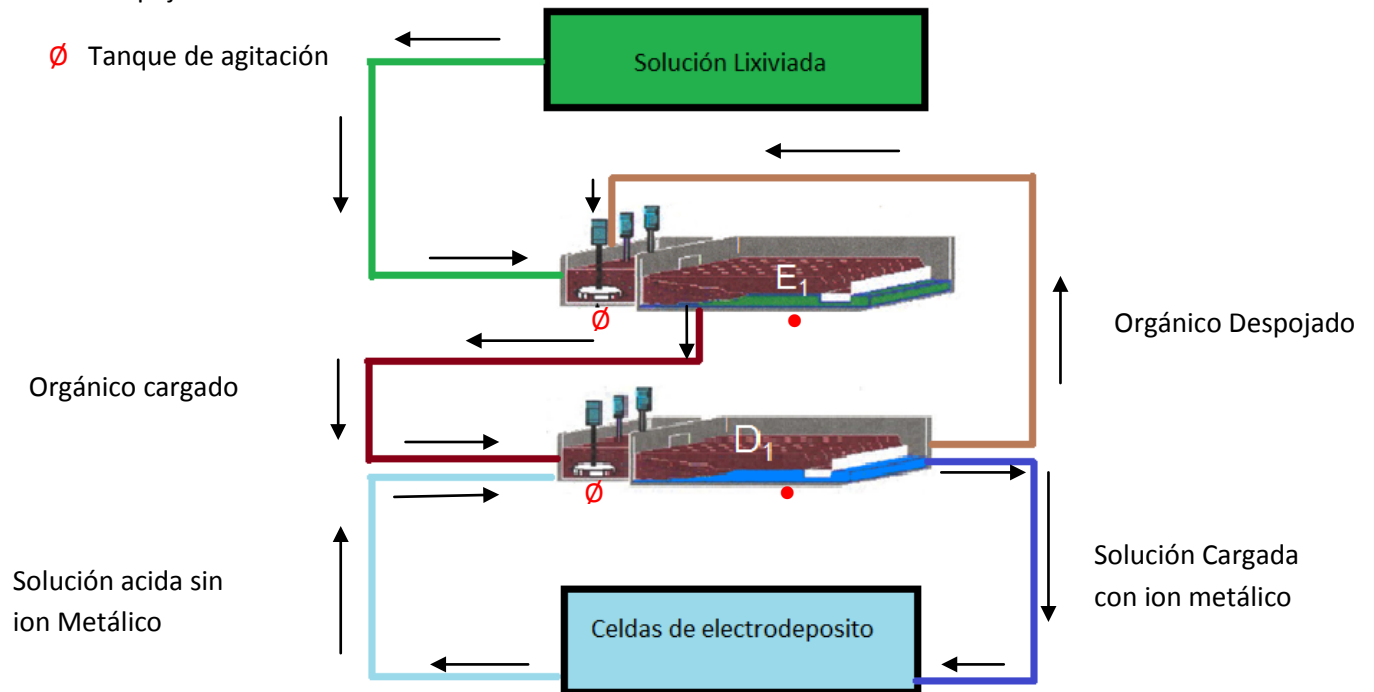 Ø Tanque de agitación
Solución Lixiviada
E1
Ø
Orgánico Despojado
Orgánico cargado
D1
Ø
Solución acida sin
ion Metálico
Solución Cargada
con ion metálico
Celdas de electrodeposito